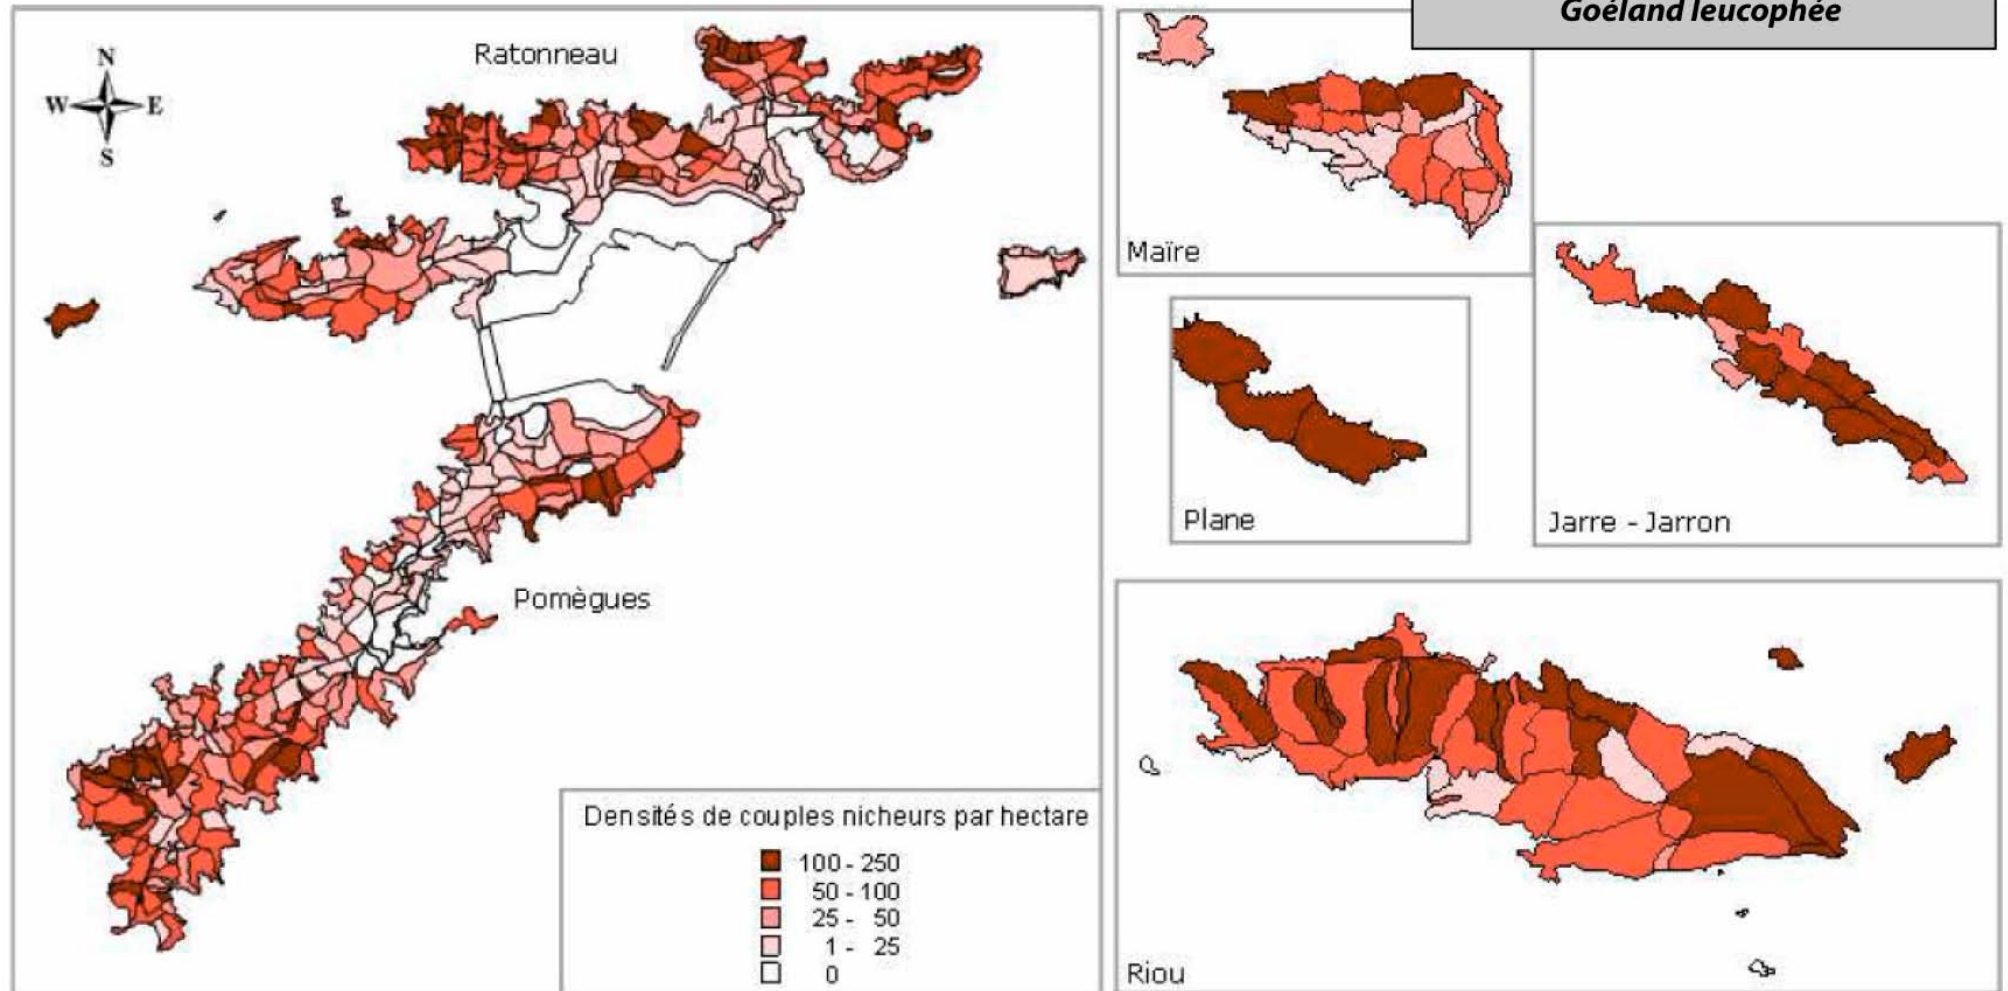 Goéland leucophée
Ratonneau
N
W E
S
Maïre
Plane
Jarre - Jarron
Pomègues
Densités de couples nicheurs par hectare
100 - 250
50 - 100
25 - 50
1 - 25
0
Riou